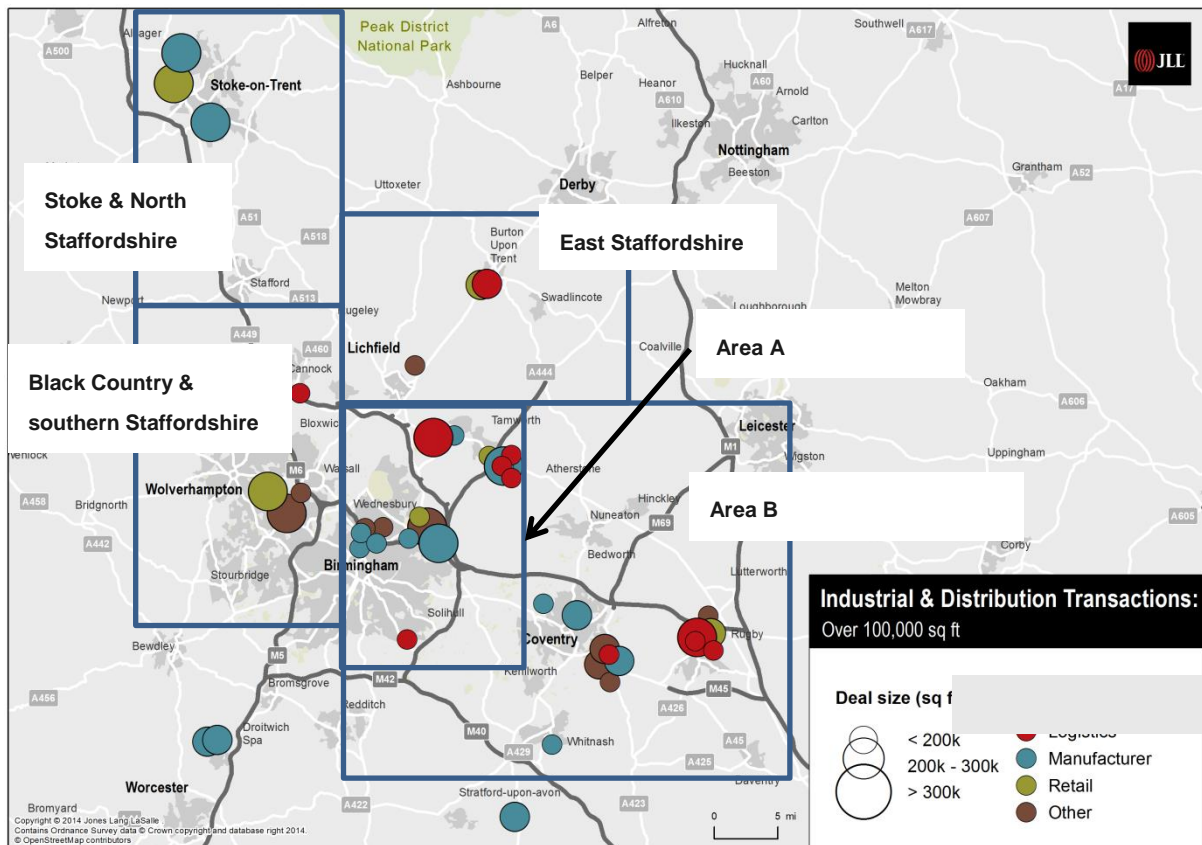 Peak District
National Park
A6
Alfreton
Southwell
A617
JLL
A500
Belper
Hucknall
Stoke-on-Trent
Ashbourne
Heanor
A60
Arnold
A17
A610
Ilkeston
Carlton
Nottingham
Beeston
Grantham
A52
Uttoxeter
Derby
Stoke & North
Staffordshire
A51
A518
Burton
Upon
Trent
East Staffordshire
A607
Stafford
A513
Newport
Swadlincote
Loughborough
Melton
Mowbray
A449
A460
Cannock
Lichfield
Coalville
Area A
A444
Oakham
A606
Black Country &
southern Staffordshire
Bloxwich
Tamworth
Leicester
M1
Wigston
Uppingham
M6
Walsall
Atherstone
A458
Bridgnorth
Wolverhampton
Wednesbury
Hinckley
Area B
A605
Nuneaton
M69
A442
Bedworth
Corby
Stourbridge
Birmingham
Lutterworth
Solihull
Coventry
Rugby
Bewdley
M5
Kenilworth
M42
M45
Bromsgrove
A456
Redditch
A426
M40
Droitwich
Spa
A429
Whitnash
A45
A425
Daventry
Worcester
Stratford-upon-avon
Bromyard
A422
A423
0 5 mi
Copyright © 2014 Jones Lang LaSalle
Contains Ordnance Survey data © Crown copyright and database right 2014.
© OpenStreetMap contributors
Industrial & Distribution Transactions:
Over 100,000 sq ft
Deal size (sq f
< 200k
200k - 300k
> 300k
Logistics
Manufacturer
Retail
Other